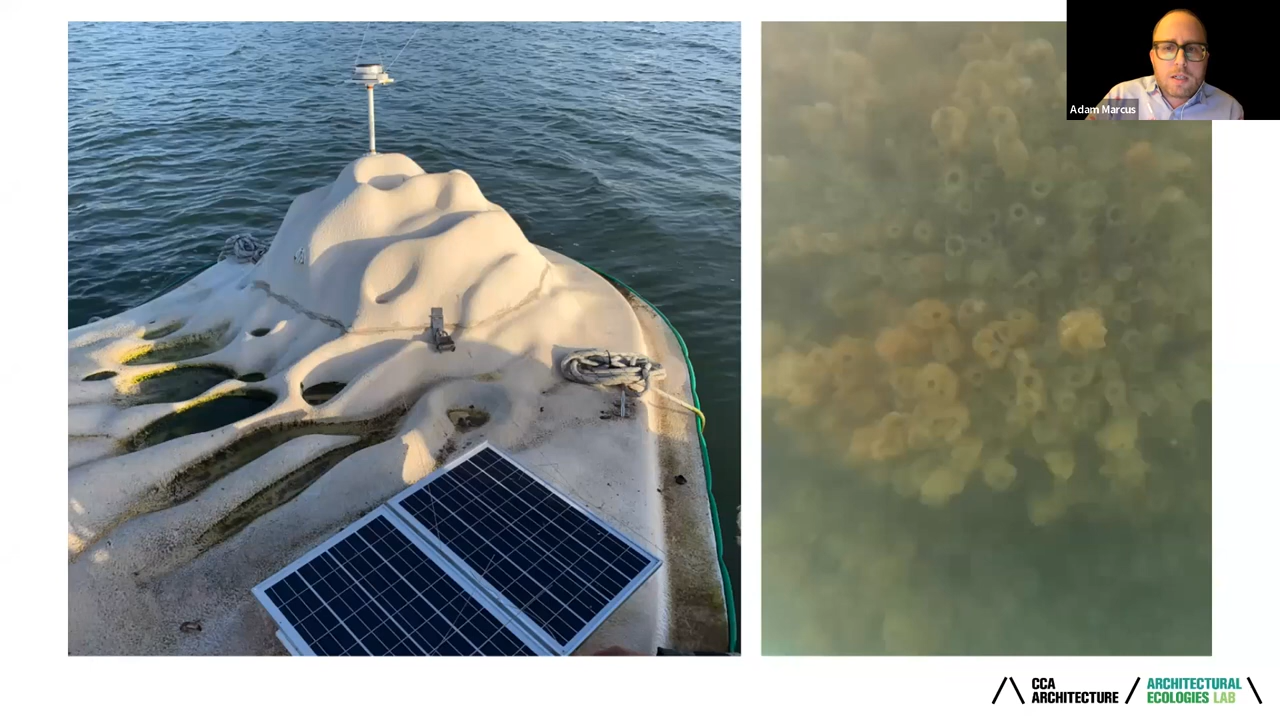 Adam Marcus
CCA
ARCHITECTURE
ARCHITECTURAL
ECOLOGIES LAB